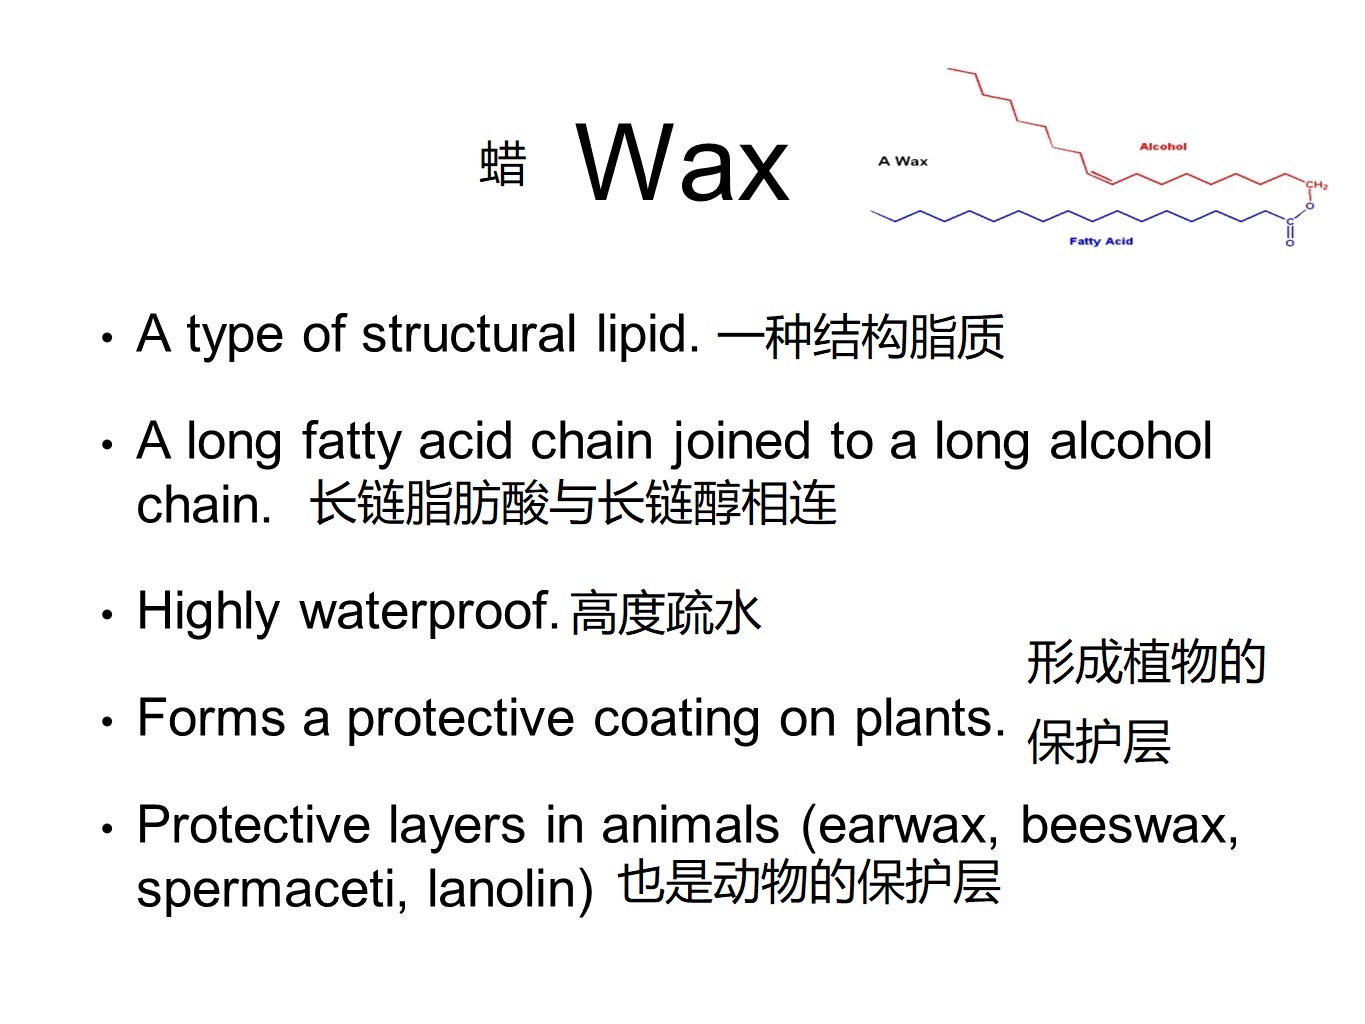 蜡 Wax
A Wax
Alcohol
CH2
O
C
O
Fatty Acid
• A type of structural lipid. 一种结构脂质
• A long fatty acid chain joined to a long alcohol
chain. 长链脂肪酸与长链醇相连
• Highly waterproof. 高度疏水
• Forms a protective coating on plants.
形成植物的
保护层
• Protective layers in animals (earwax, beeswax,
spermaceti, lanolin) 也是动物的保护层